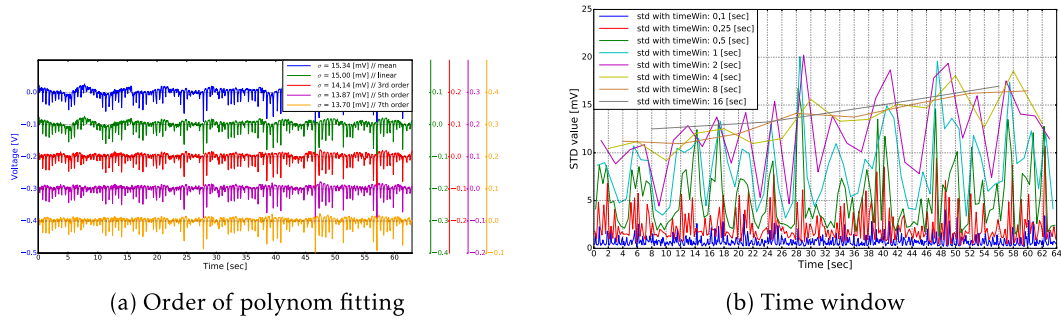 σ = 15.34 [mV] // mean
σ = 15.00 [mV] // linear
σ = 14.14 [mV] // 3rd order
σ = 13.87 [mV] // 5th order
σ = 13.70 [mV] // 7th order
Voltage [V]
0.0
−0.1
−0.2
−0.3
−0.4
−0.5
0 5 10 15 20 25 30 35 40 45 50 55 60
Time [sec]
0.3
0.2
0.1
0.0
−0.1
−0.2
−0.3
−0.4
0.2
0.1
0.0
−0.1
−0.2
−0.3
0.3
0.2
0.1
0.0
−0.1
−0.2
0.4
0.3
0.2
0.1
0.0
−0.1
(a) Order of polynom fitting
std with timeWin: 0,1 [sec]
std with timeWin: 0,25 [sec]
std with timeWin: 0.5 [sec]
std with timeWin: 1 [sec]
std with timeWin: 2 [sec]
std with timeWin: 4 [sec]
std with timeWin: 8 [sec]
std with timeWin: 16 [sec]
STD value [mV]
25
20
15
10
5
0
0 2 4 6 8 10 12 14 16 18 20 22 24 26 28 30 32 34 36 38 40 42 44 46 48 50 52 54 56 58 60 62 64
Time [sec]
(b) Time window